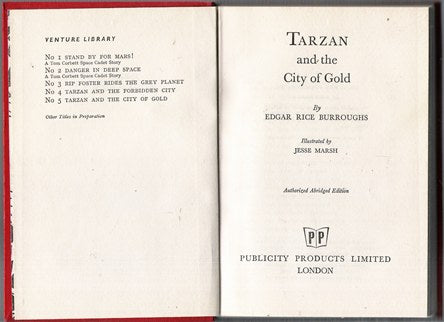 VENTURE LIBRARY
No 1 STAND BY FOR MARS!
A Tom Corbett Space Cadet Story
No 2 DANGER IN DEEP SPACE
A Tom Corbett Space Cadet Story
No 3 RIP FOSTER RIDES THE GREY PLANET
No 4 TARZAN AND THE FORBIDDEN CITY
No 5 TARZAN AND THE CITY OF GOLD
Other Titles in Preparation
TARZAN
and the
City of Gold
By
EDGAR RICE BURROUGHS
Illustrated by
JESSE MARSH
Authorized Abridged Edition
PP
PUBLICITY PRODUCTS LIMITED
LONDON